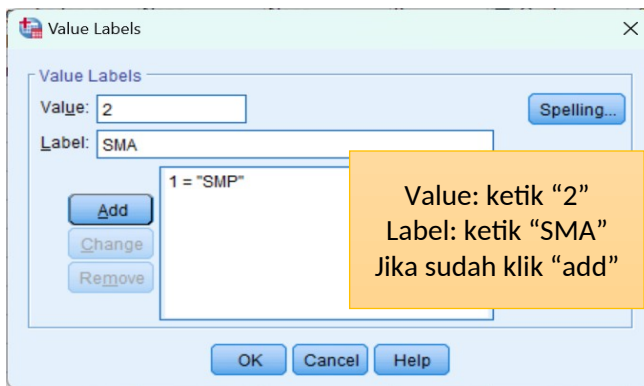 Value Labels
Value Labels
Value: 2
Spelling...
Label: SMA
1 = "SMP"
Add
Change
Remove
Value: ketik “2”
Label: ketik “SMA”
Jika sudah klik “add”
OK Cancel Help